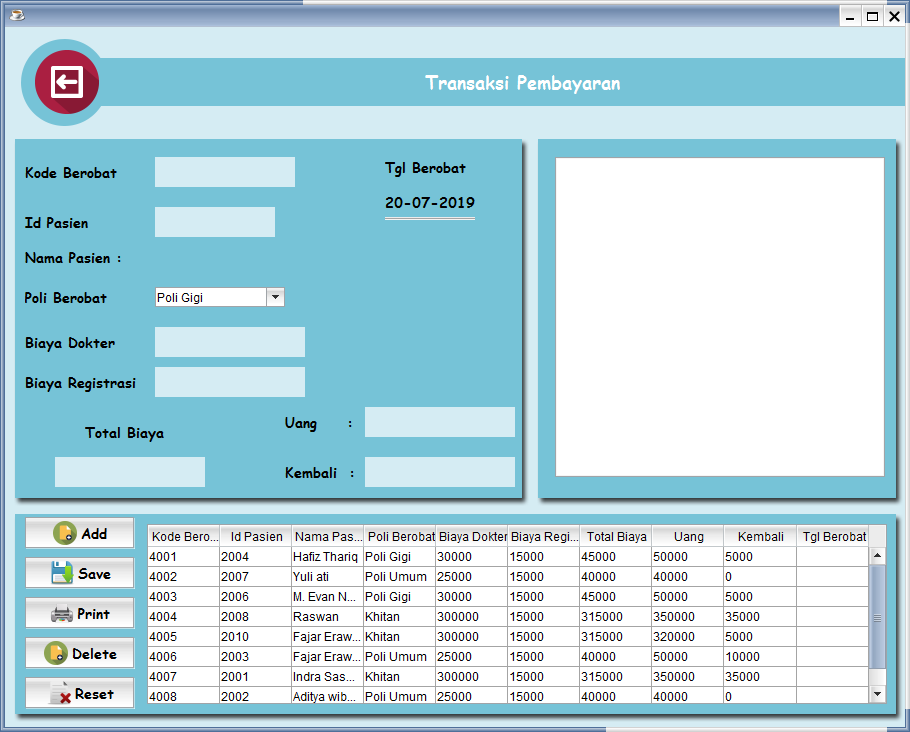 Transaksi Pembayaran
Kode Berobat
Tgl Berobat
20-07-2019
Id Pasien
Nama Pasien :
Poli Berobat
Poli Gigi
Biaya Dokter
Biaya Registrasi
Total Biaya
Uang :
Kembali :
Add
Save
Print
Delete
Reset
Kode Bero... Id Pasien Nama Pas... Poli Berobat Biaya Dokter Biaya Regi... Total Biaya Uang Kembali Tgl Berobat
4001 2004 Hafiz Thariq Poli Gigi 30000 15000 45000 50000 5000
4002 2007 Yuli ati Poli Umum 25000 15000 40000 40000 0
4003 2006 M. Evan N... Poli Gigi 30000 15000 45000 50000 5000
4004 2008 Raswan Khitan 300000 15000 315000 350000 35000
4005 2010 Fajar Eraw... Khitan 300000 15000 315000 320000 5000
4006 2003 Fajar Eraw... Poli Umum 25000 15000 40000 50000 10000
4007 2001 Indra Sas... Khitan 300000 15000 315000 350000 35000
4008 2002 Aditya wib... Poli Umum 25000 15000 40000 40000 0